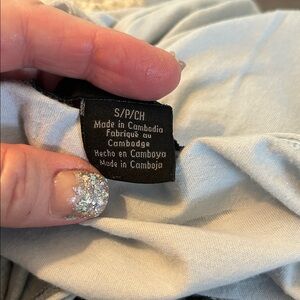 S/P/CH
Made in Cambodia
Fabriqué au
Cambodge
Hecho en Camboya
Made in Camboja